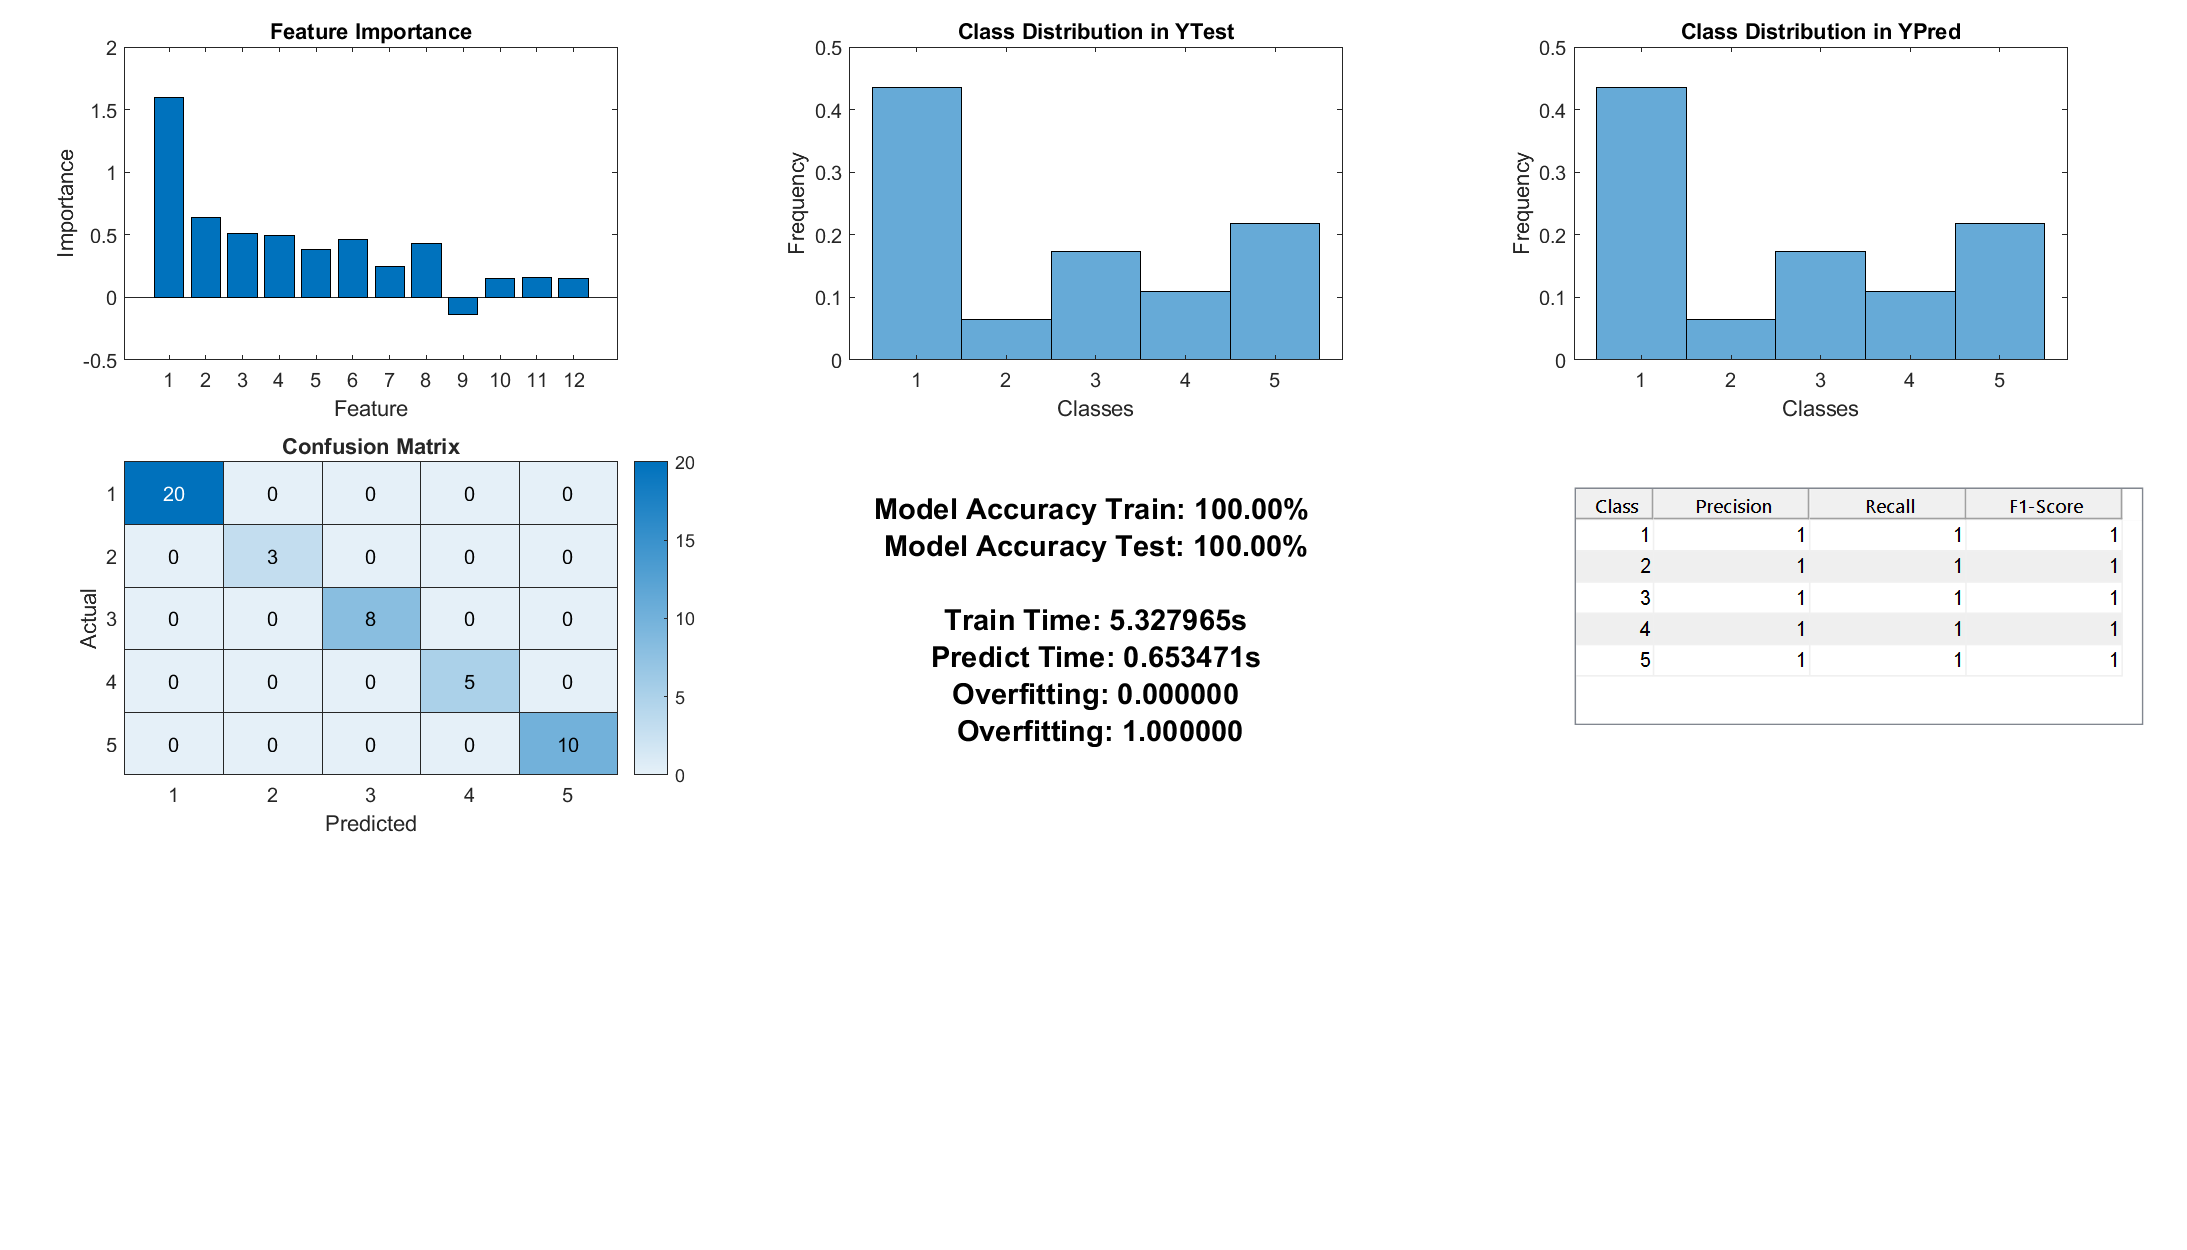 Feature Importance
2
1.5
1
0.5
0
-0.5
Importance
1 2 3 4 5 6 7 8 9 10 11 12
Feature
Class Distribution in YTest
0.5
0.4
0.3
0.2
0.1
0
Frequency
1 2 3 4 5
Classes
Class Distribution in YPred
0.5
0.4
0.3
0.2
0.1
0
Frequency
1 2 3 4 5
Classes
Confusion Matrix
Actual
1 20 0 0 0 0
2 0 3 0 0 0
3 0 0 8 0 0
4 0 0 0 5 0
5 0 0 0 0 10
1 2 3 4 5
Predicted
20
15
10
5
0
Model Accuracy Train: 100.00%
Model Accuracy Test: 100.00%
Train Time: 5.327965s
Predict Time: 0.653471s
Overfitting: 0.000000
Overfitting: 1.000000
Class Precision Recall F1-Score
1 1 1 1
2 1 1 1
3 1 1 1
4 1 1 1
5 1 1 1